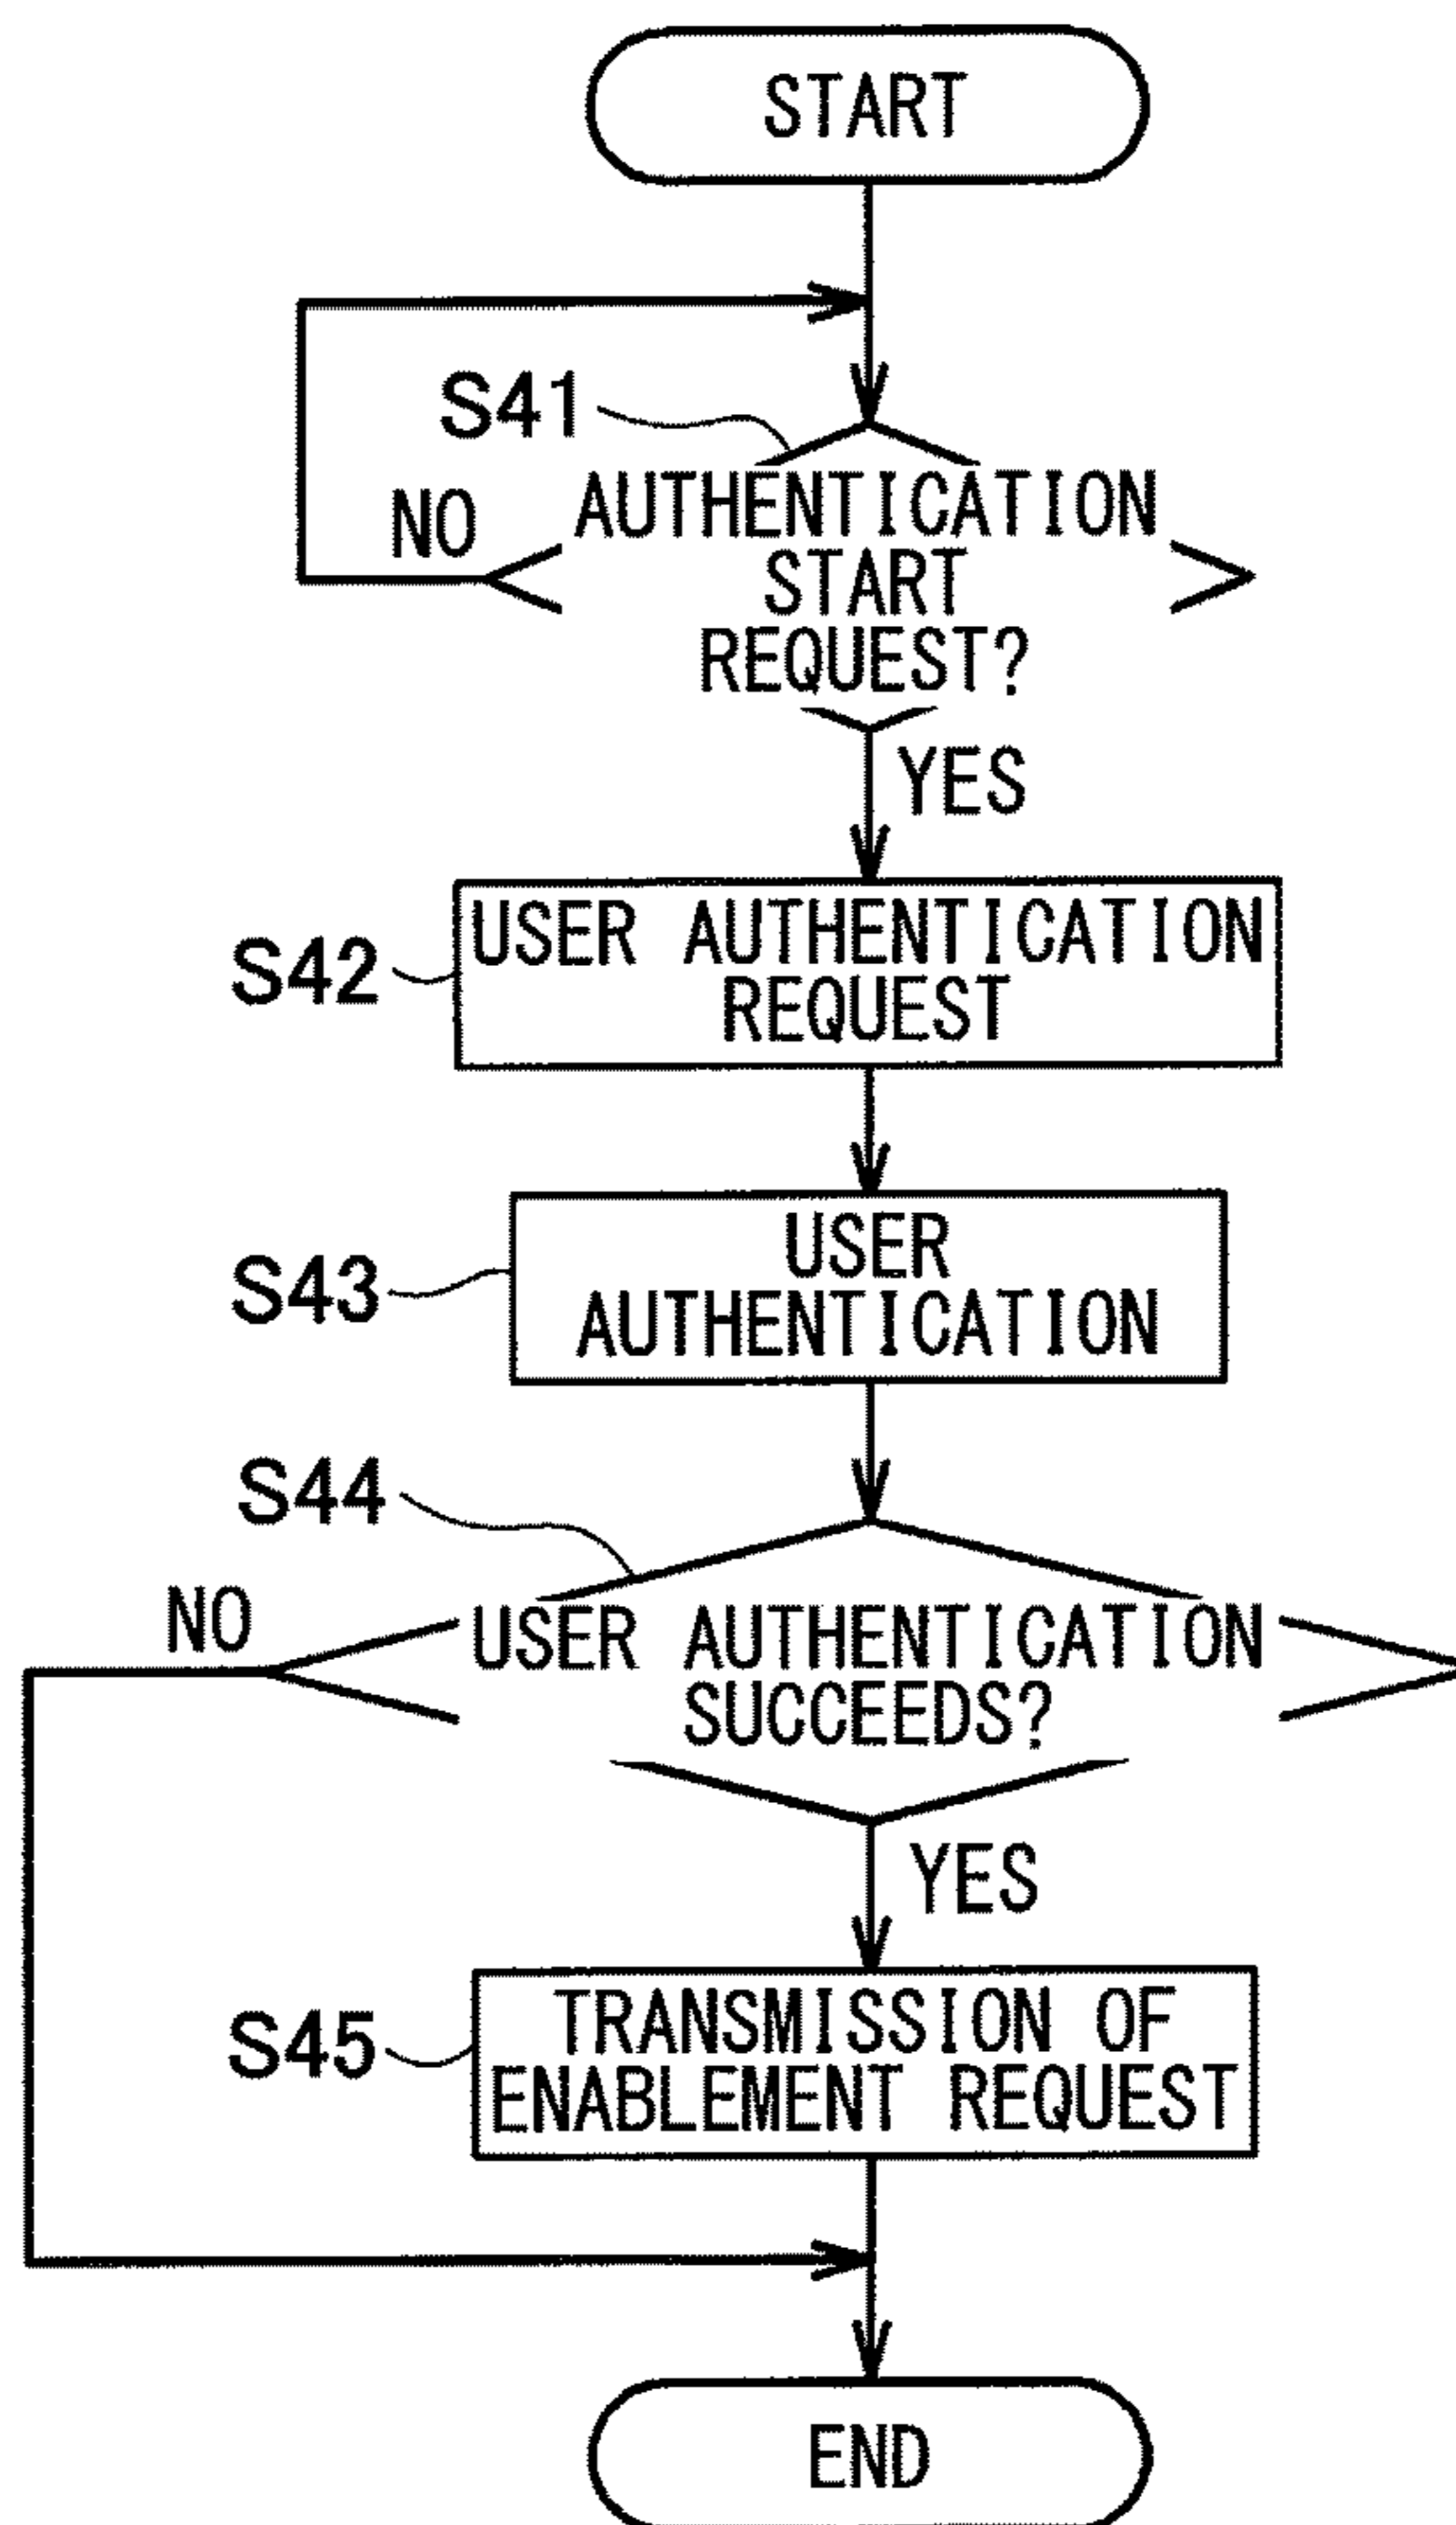 START
S41
NO
AUTHENTICATION
START
REQUEST?
YES
S42
USER AUTHENTICATION
REQUEST
S43
USER
AUTHENTICATION
S44
NO
USER AUTHENTICATION
SUCCEEDS?
YES
S45
TRANSMISSION OF
ENABLEMENT REQUEST
END